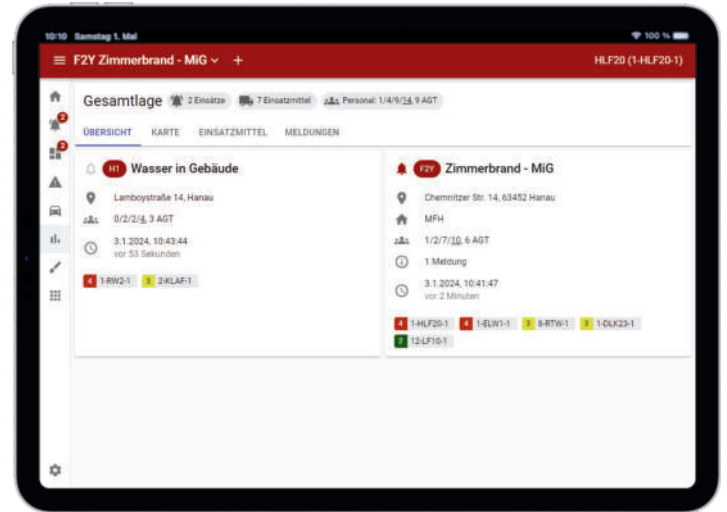 10:10 Samstag 1. Mai
100 %
F2Y Zimmerbrand - MiG
+
HLF20 (1-HLF20-1)
Gesamtlage 2 Einsätze 7 Einsatzmittel Personal: 1/4/9/14, 9 AGT
2
2
ÜBERSICHT KARTE EINSATZMITTEL MELDUNGEN
H1 Wasser in Gebäude
Lamboystraße 14, Hanau
0/2/2/4, 3 AGT
3.1.2024, 10:43:44
vor 53 Sekunden
4 1-RW2-1 3 2-KLAF-1
F2Y Zimmerbrand - MiG
Chemnitzer Str. 14, 63452 Hanau
MFH
1/2/7/10, 6 AGT
1 Meldung
3.1.2024, 10:41:47
vor 2 Minuten
4 1-HLF20-1 4 1-ELW1-1 3 8-RTW-1 3 1-DLK23-1
2 12-LF10-1